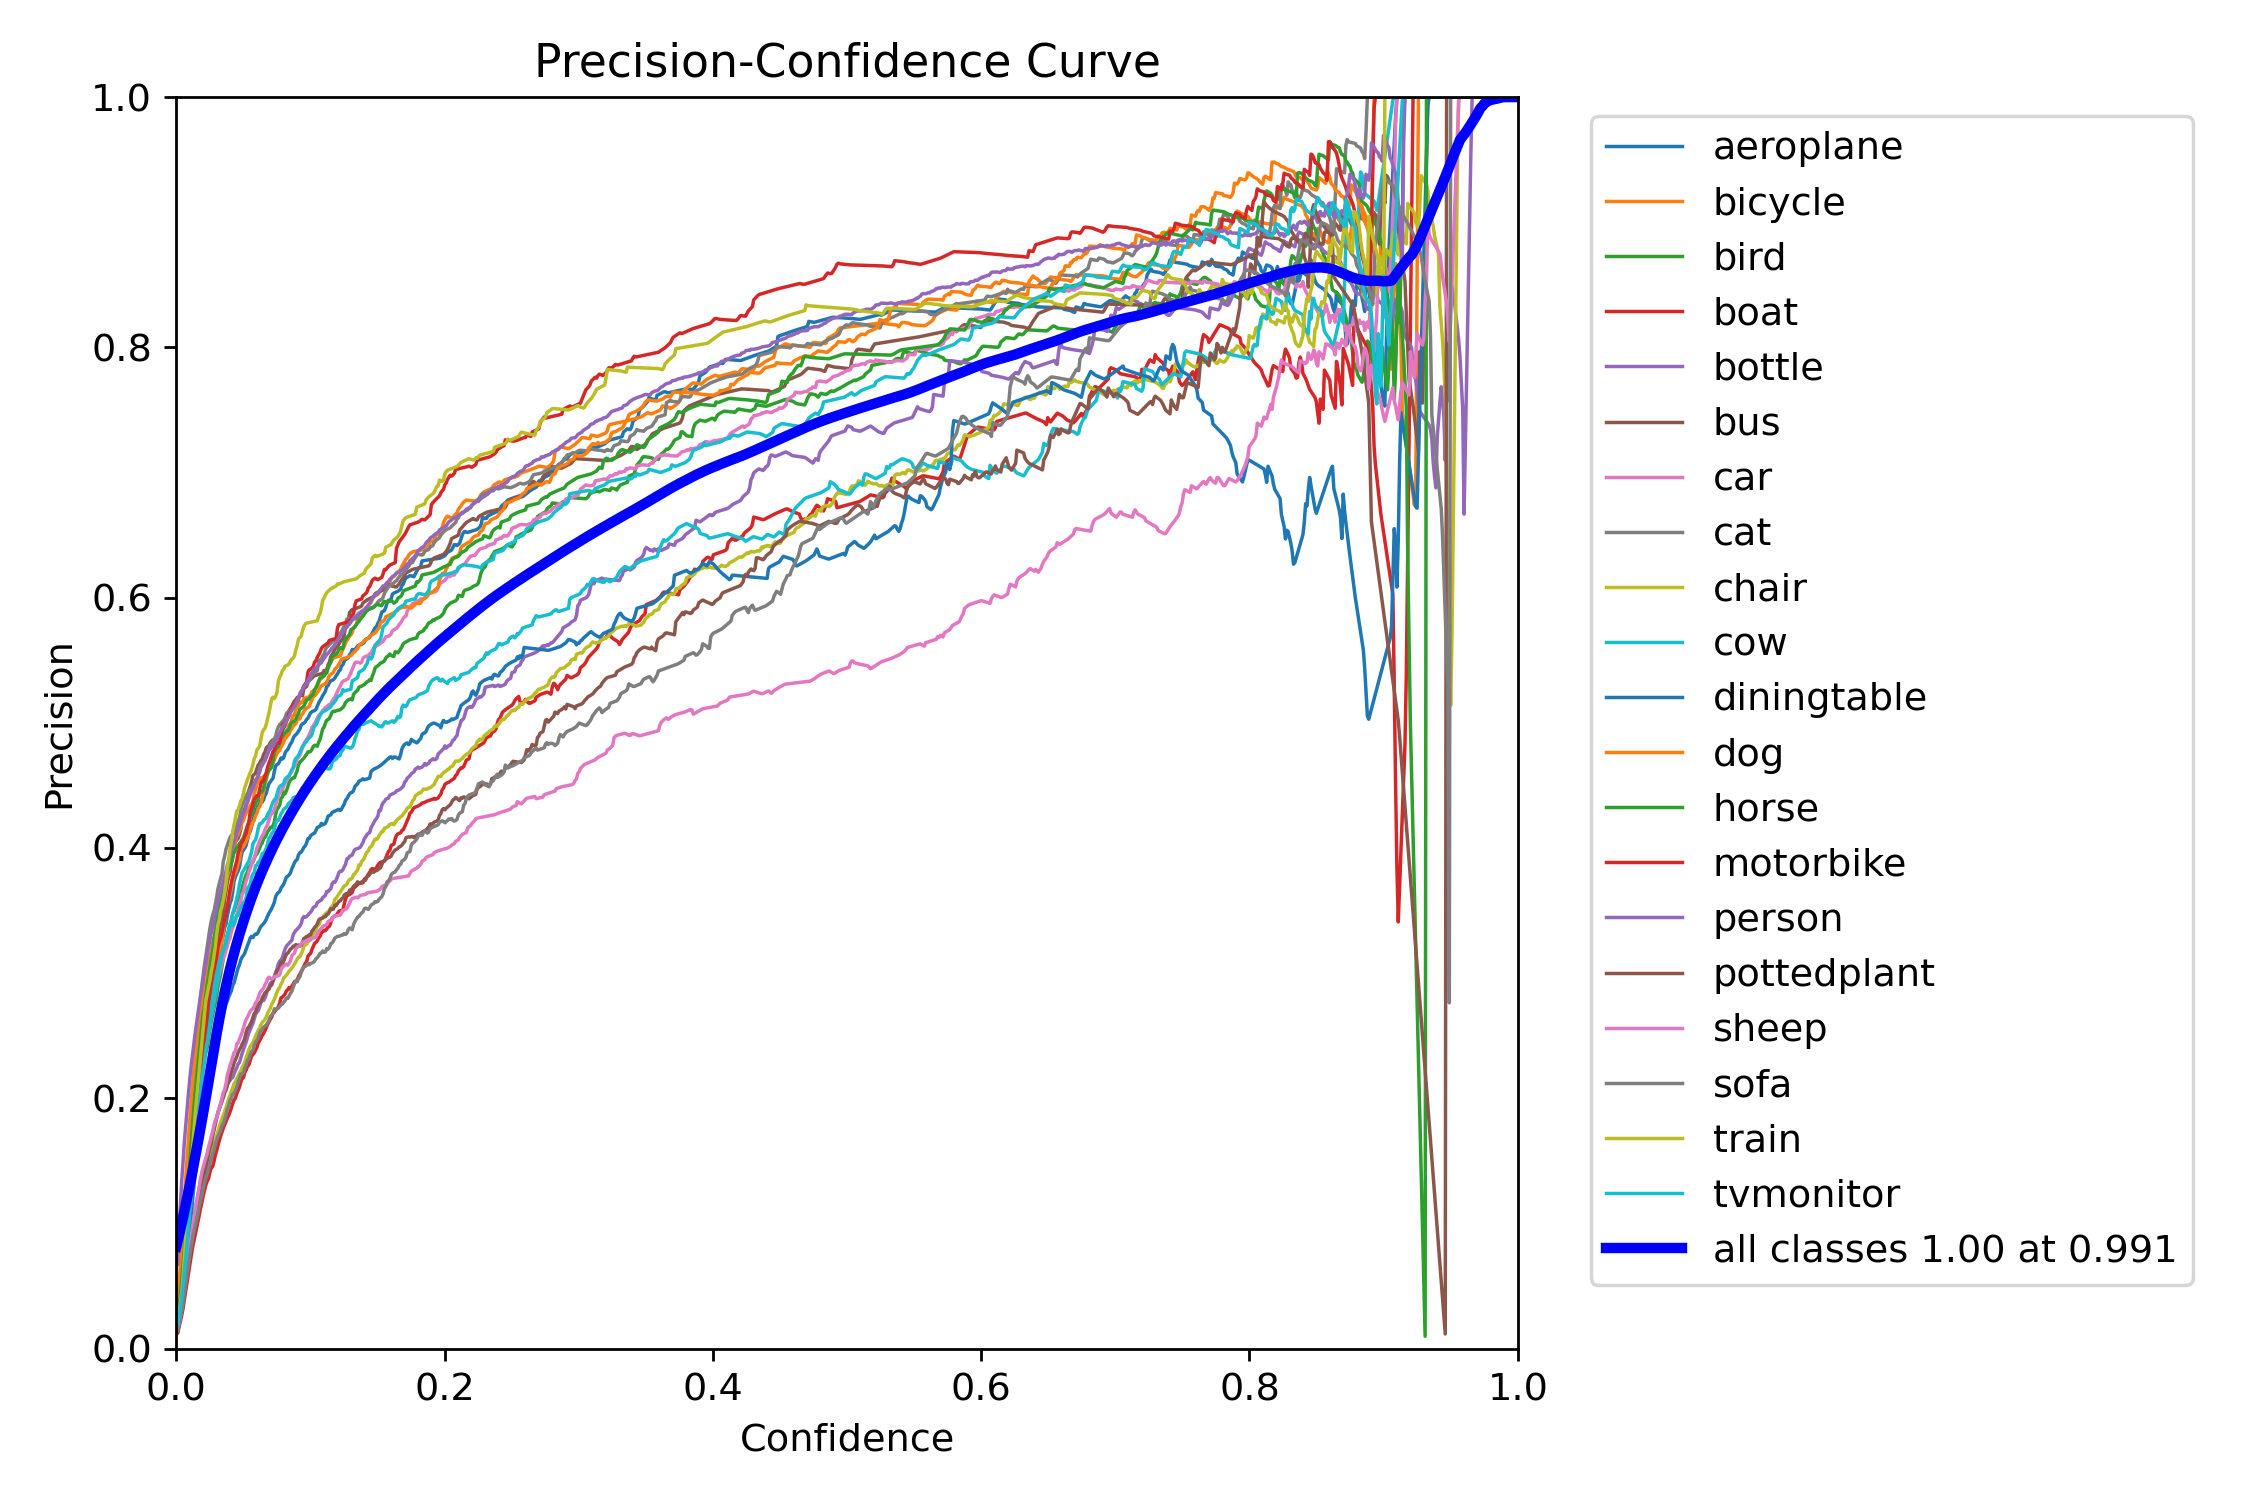 Precision-Confidence Curve
1.0
0.8
0.6
0.4
0.2
0.0
Precision
0.0 0.2 0.4 0.6 0.8 1.0
Confidence
aeroplane
bicycle
bird
boat
bottle
bus
car
cat
chair
cow
diningtable
dog
horse
motorbike
person
pottedplant
sheep
sofa
train
tvmonitor
all classes 1.00 at 0.991